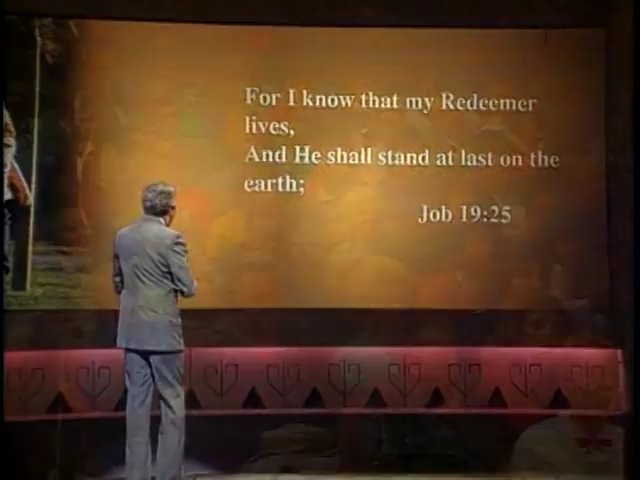 For I know that my Redeemer
lives,
And He shall stand at last on the
earth;
Job 19:25